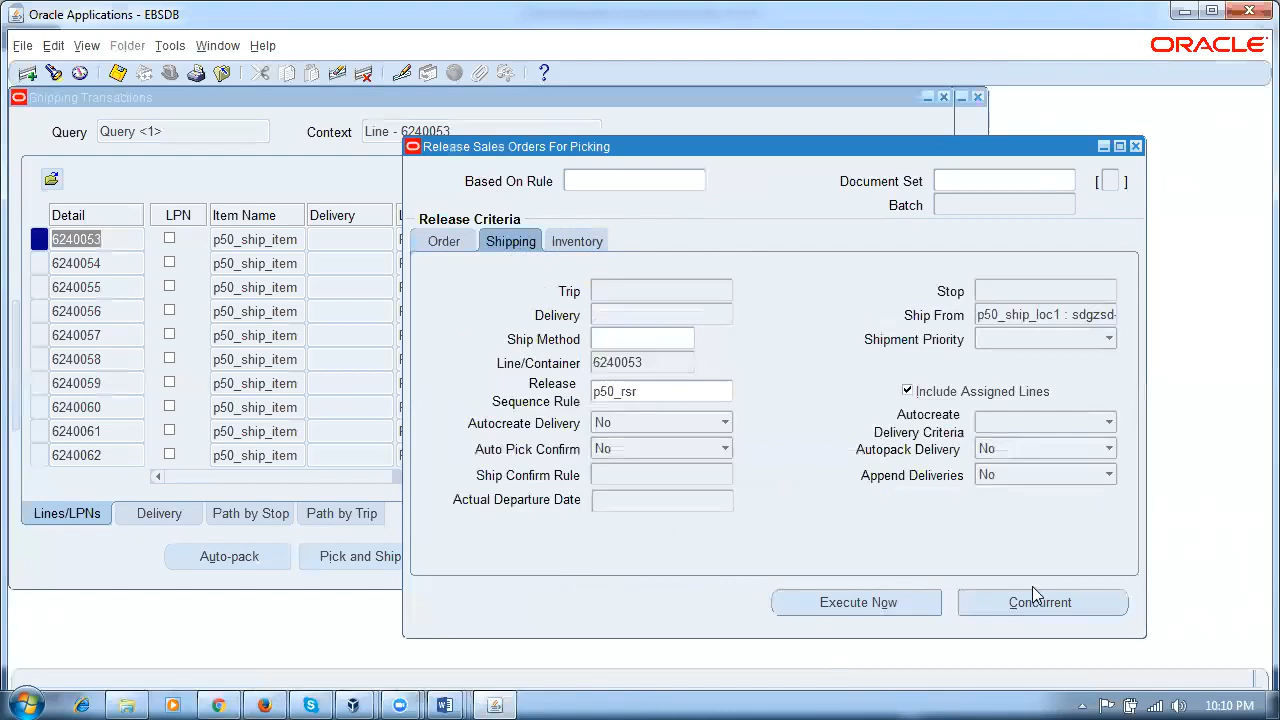 Oracle Applications - EBSDB
File Edit View Folder Tools Window Help
ORACLE
Shipping Transactions
Query Query <1> Context Line - 6240053
Detail LPN Item Name Delivery
6240053 p50_ship_item
6240054 p50_ship_item
6240055 p50_ship_item
6240056 p50_ship_item
6240057 p50_ship_item
6240058 p50_ship_item
6240059 p50_ship_item
6240060 p50_ship_item
6240061 p50_ship_item
6240062 p50_ship_item
Lines/LPNs Delivery Path by Stop Path by Trip
Auto-pack Pick and Ship
Release Sales Orders For Picking
Based On Rule Document Set [ ]
Batch
Release Criteria
Order Shipping Inventory
Trip Stop
Delivery Ship From p50_ship_loc1 : sdgzsd-
Ship Method Shipment Priority
Line/Container 6240053
Release
Sequence Rule p50_rsr Include Assigned Lines
Autocreate Delivery No Autocreate
Delivery Criteria
Auto Pick Confirm No Autopack Delivery No
Ship Confirm Rule Append Deliveries No
Actual Departure Date
Execute Now Concurrent
10:10 PM